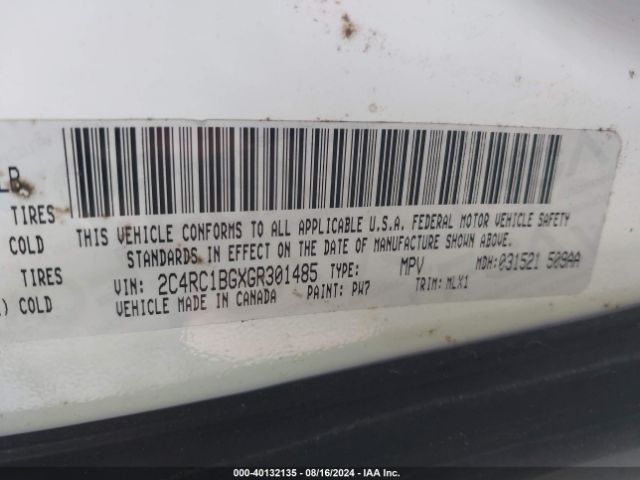 LB
TIRES
COLD
TIRES
) COLD
THIS VEHICLE CONFORMS TO ALL APPLICABLE U.S.A. FEDERAL MOTOR VEHICLE SAFETY
STANDARDS IN EFFECT ON THE DATE OF MANUFACTURE SHOWN ABOVE.
VIN: 2C4RC1BGXGR301485 TYPE: MPV MDH: 031521 509AA
VEHICLE MADE IN CANADA PAINT: PW7 TRIM: MLX1
000-40132135 - 08/16/2024 - IAA Inc.